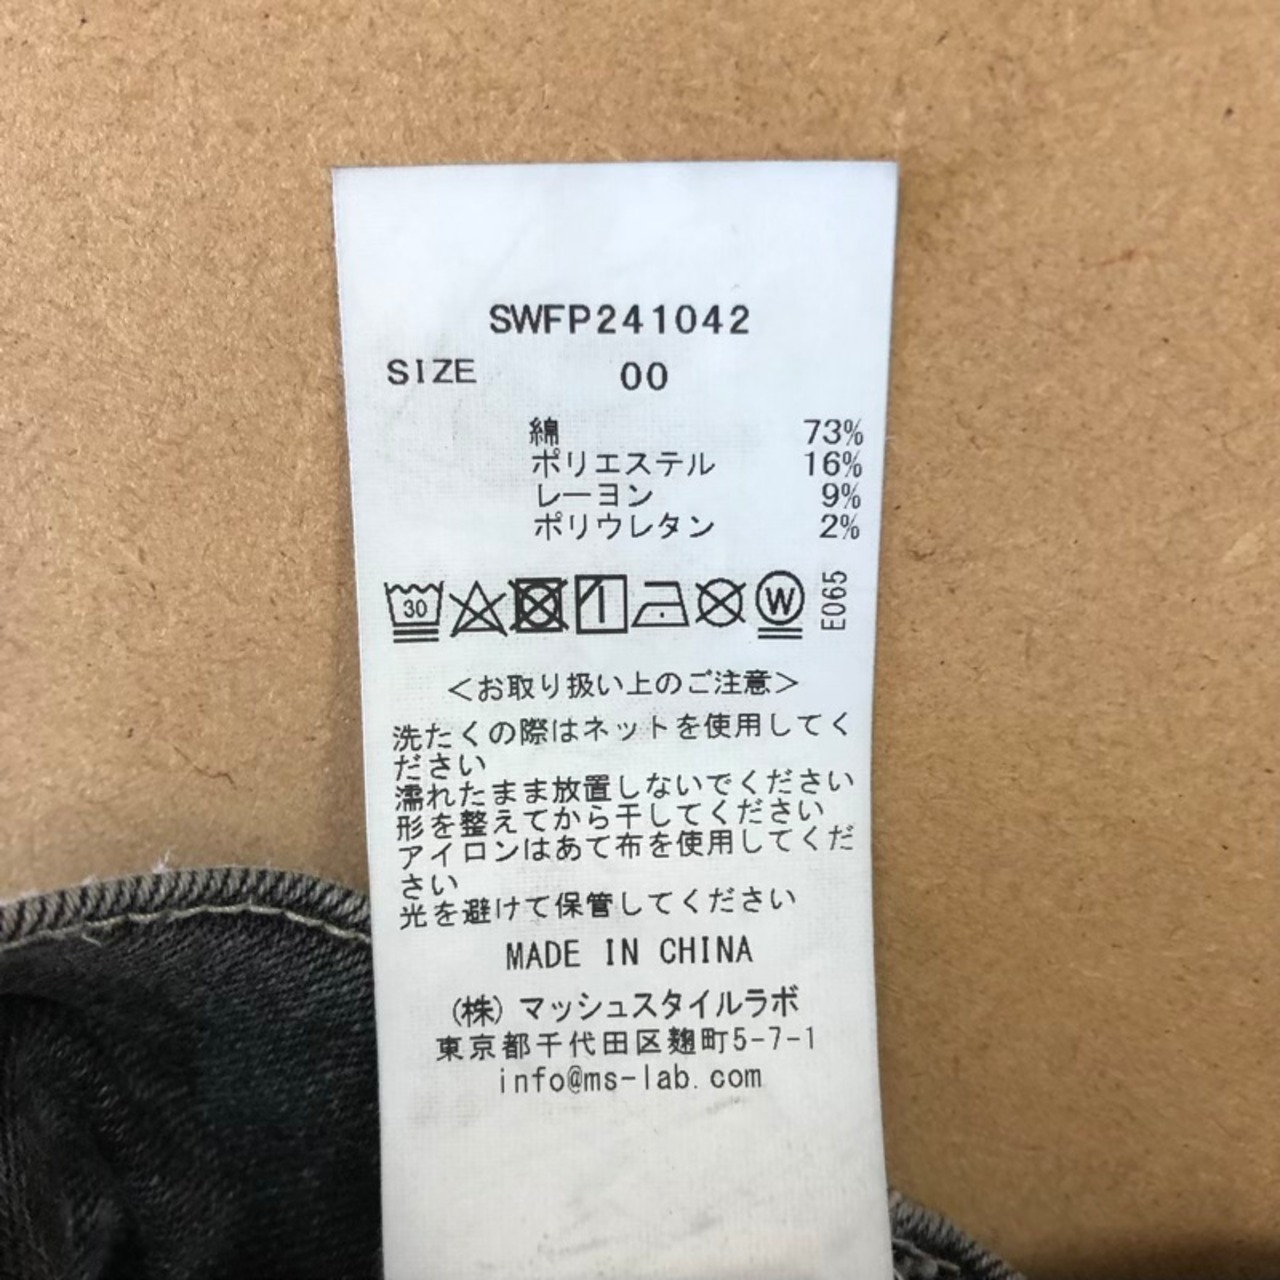 SWFP241042
SIZE 00
綿 73%
ポリエステル 16%
レーヨン 9%
ポリウレタン 2%
30 W E065
＜お取り扱い上のご注意＞
洗たくの際はネットを使用してく
ださい
濡れたまま放置しないでください
形を整えてから干してください
アイロンはあて布を使用してくだ
さい
光を避けて保管してください
MADE IN CHINA
(株) マッシュスタイルラボ
東京都千代田区麹町5-7-1
info@ms-lab.com